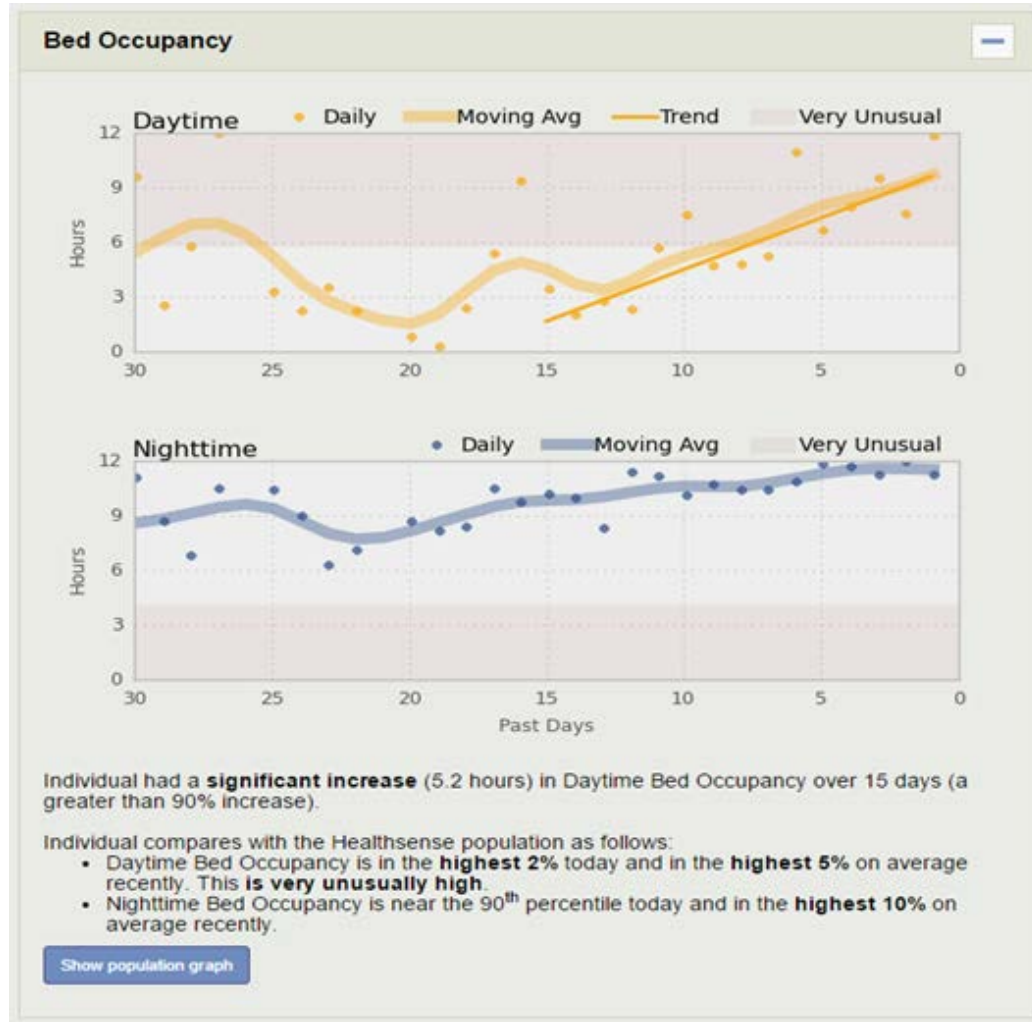 Bed Occupancy
Daytime Daily Moving Avg Trend Very Unusual
12
9
6
3
0
Hours
30 25 20 15 10 5 0
Nighttime Daily Moving Avg Very Unusual
12
9
6
3
0
Hours
30 25 20 15 10 5 0
Past Days
Individual had a significant increase (5.2 hours) in Daytime Bed Occupancy over 15 days (a
greater than 90% increase).
Individual compares with the Healthsense population as follows:
• Daytime Bed Occupancy is in the highest 2% today and in the highest 5% on average
recently. This is very unusually high.
• Nighttime Bed Occupancy is near the 90th percentile today and in the highest 10% on
average recently.
Show population graph